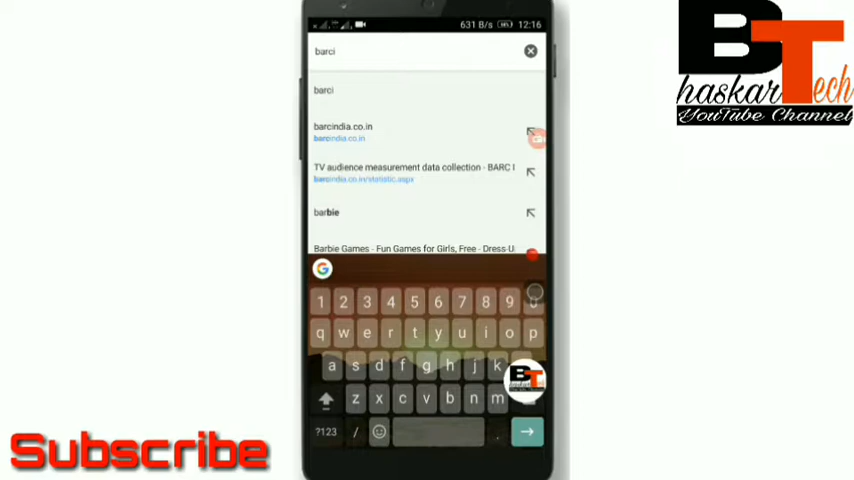 631 B/s 12:16
barci
barci
barcindia.co.in
barcindia.co.in
TV audience measurement data collection - BARC I
barcindia.co.in/statistic.aspx
barbie
Barbie Games - Fun Games for Girls, Free - Dress-U
1 2 3 4 5 6 7 8 9 0
q w e r t y u i o p
a s d f g h j k
z x c v b n m
?123 / .
BT
haskar Tech
YouTube Channel
Subscribe